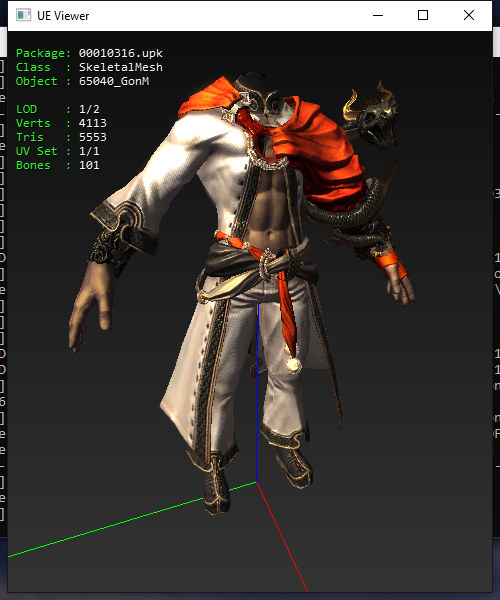 UE Viewer
Package: 00010316.upk
Class : SkeletalMesh
Object : 65040_GonM
LOD : 1/2
Verts : 4113
Tris : 5553
UV Set : 1/1
Bones : 101